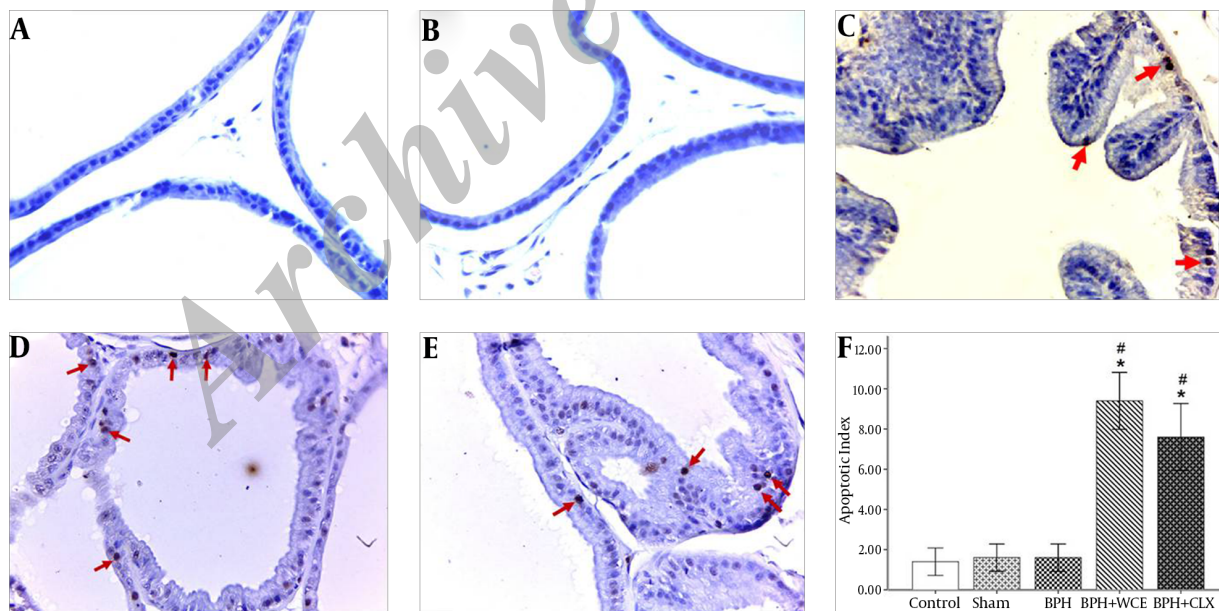 A
B
C
Archive
D
E
F
12.00
10.00
8.00
6.00
4.00
2.00
0.00
Apoptotic Index
#
*
#
*
Control Sham BPH BPH+WCE BPH+CLX